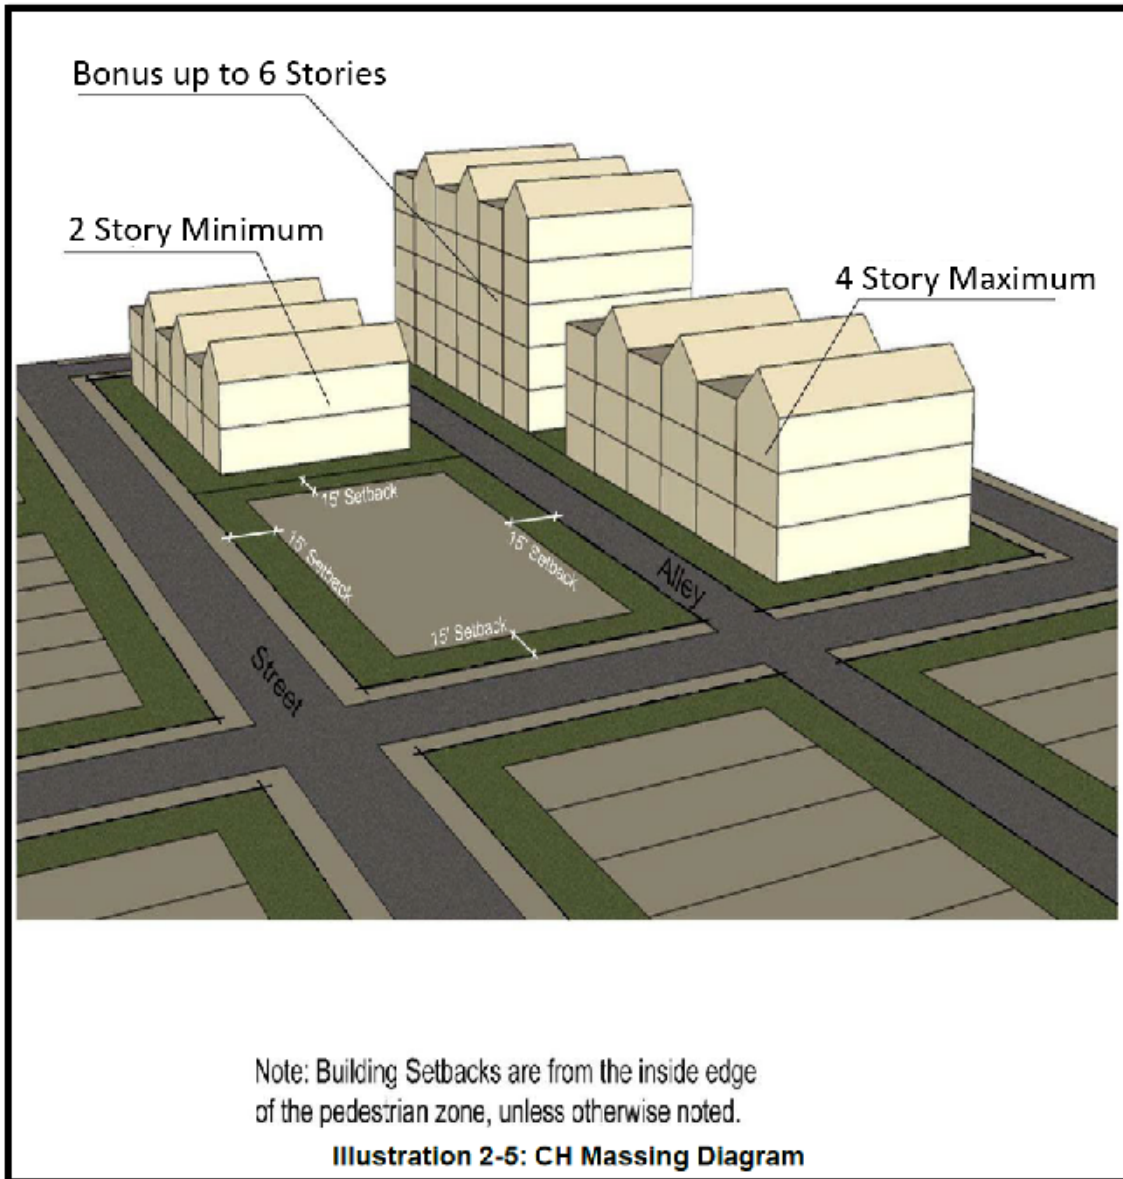 Bonus up to 6 Stories
2 Story Minimum
4 Story Maximum
15' Setback
15' Setback
15' Setback
15' Setback
Alley
Street
Note: Building Setbacks are from the inside edge
of the pedestrian zone, unless otherwise noted.
Illustration 2-5: CH Massing Diagram